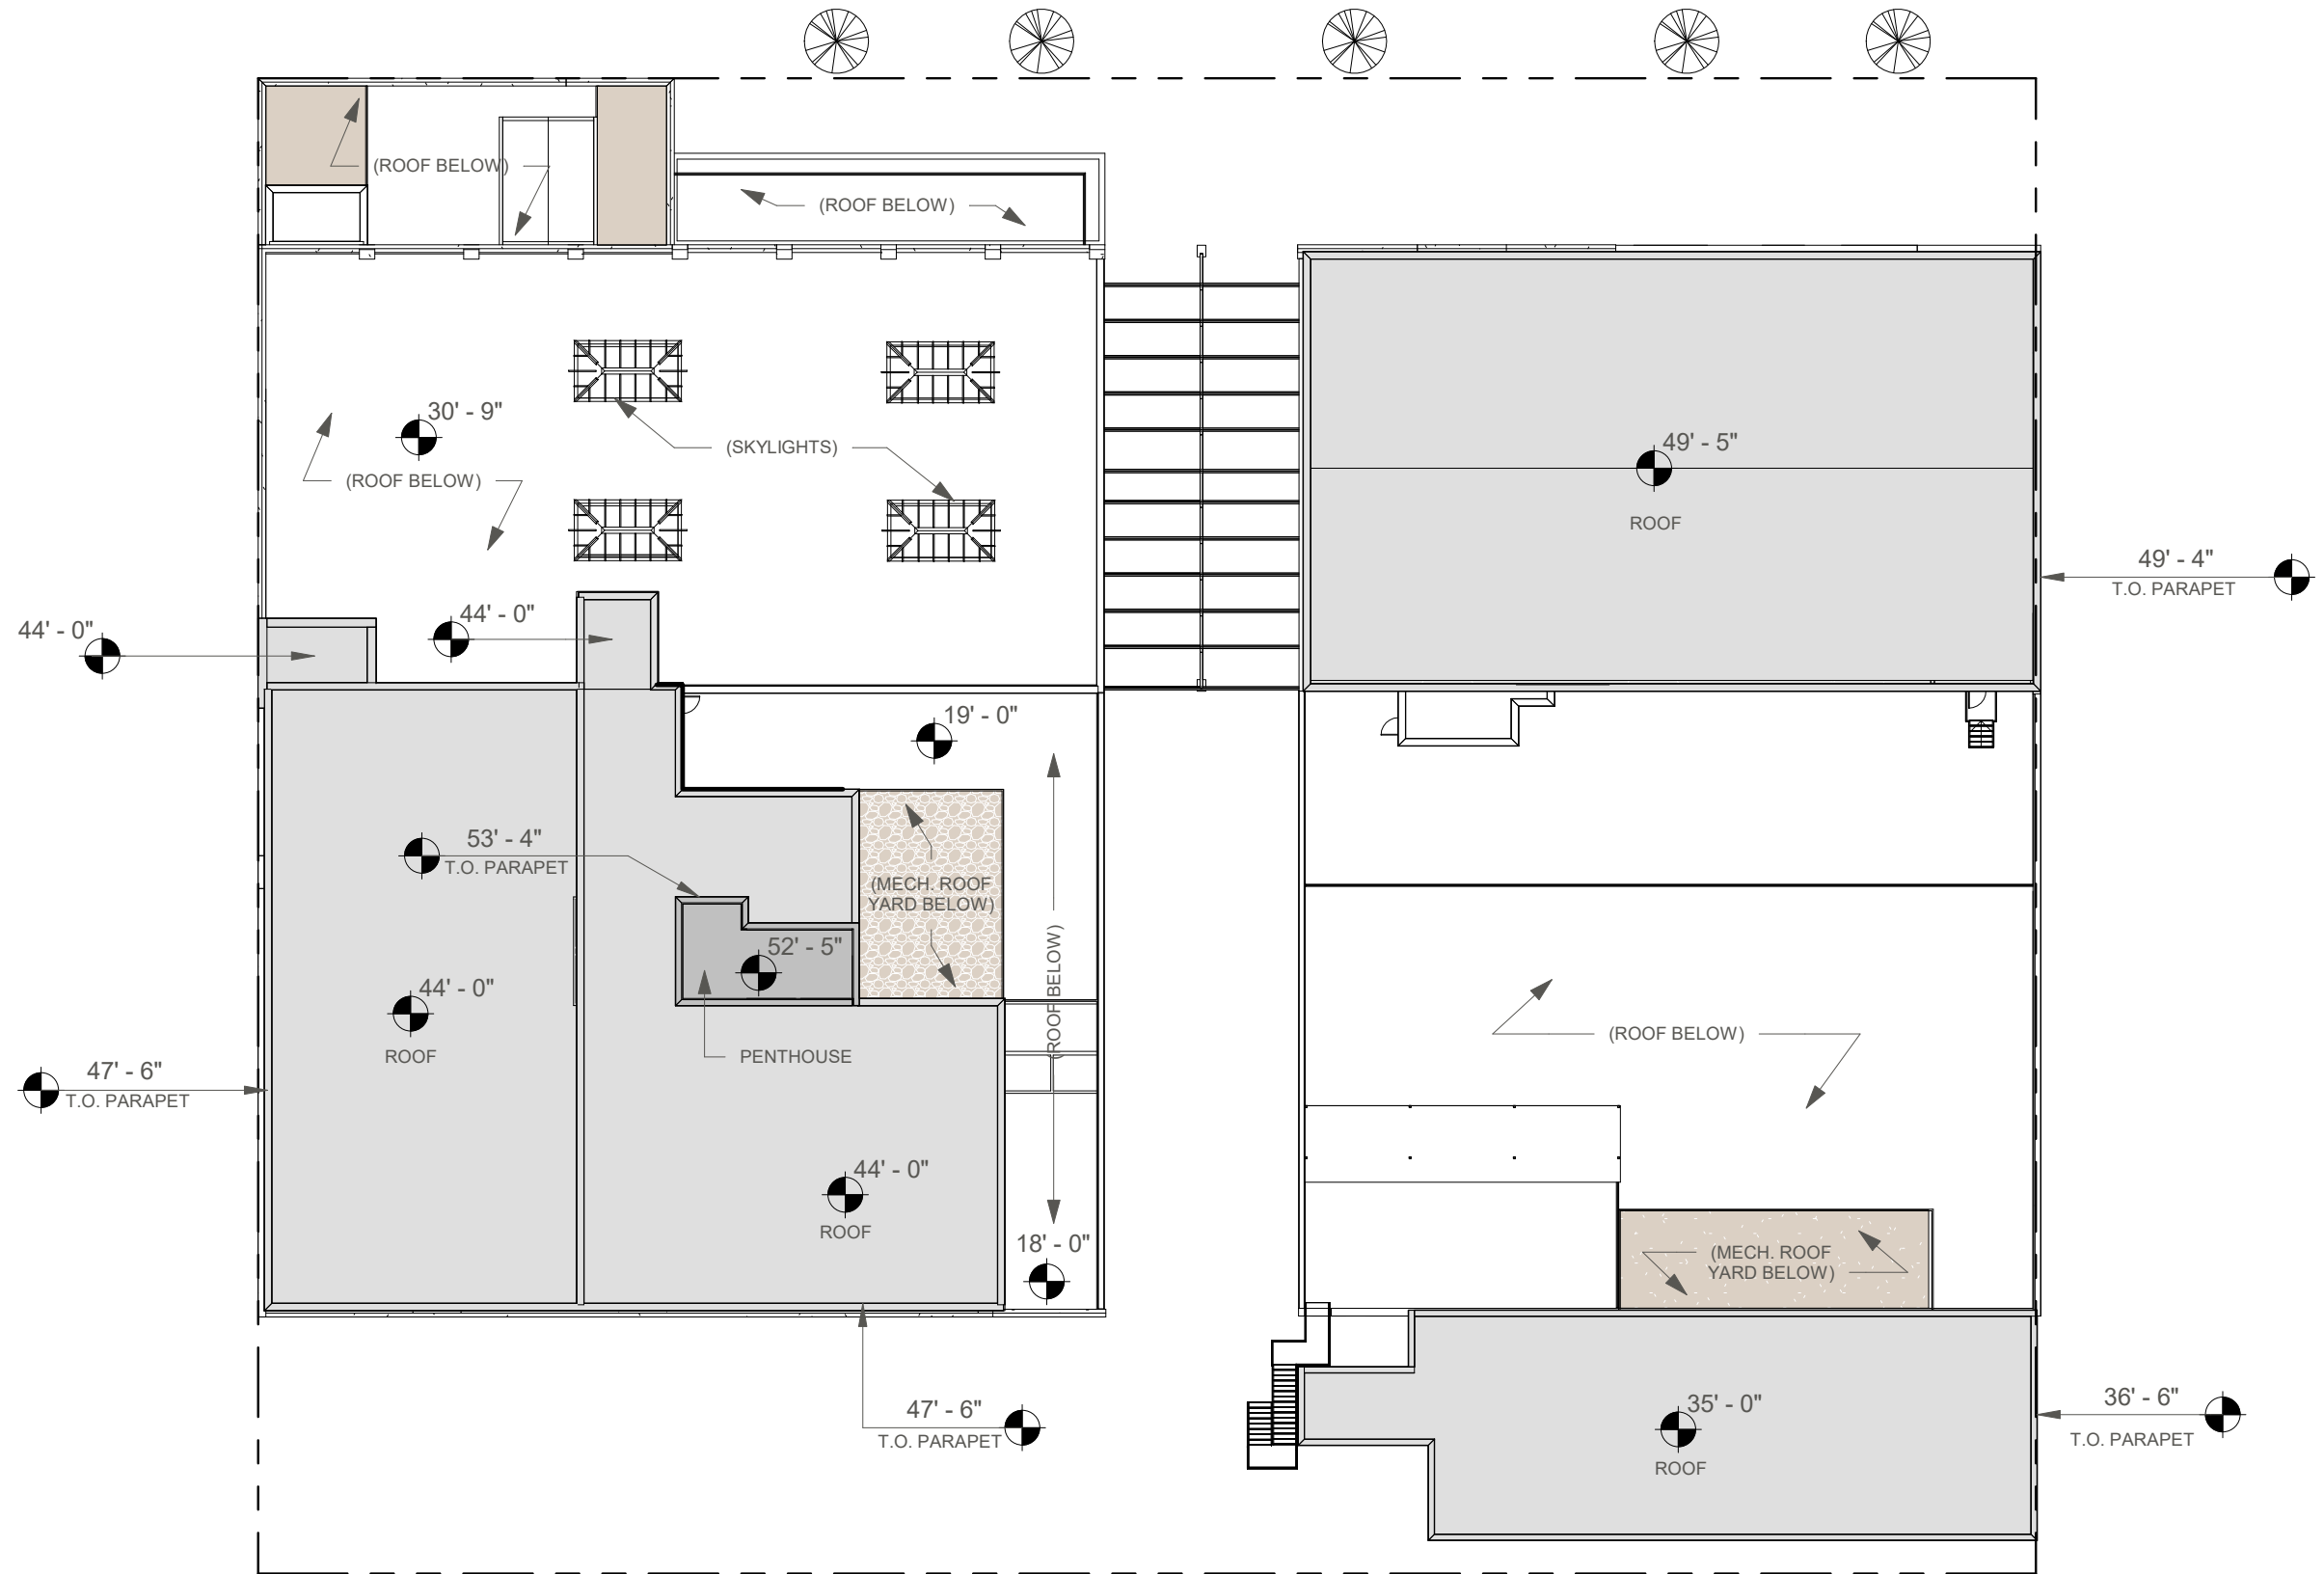 (ROOF BELOW)
(ROOF BELOW)
30' - 9"
(SKYLIGHTS)
(ROOF BELOW)
49' - 5"
ROOF
49' - 4"
T.O. PARAPET
44' - 0"
44' - 0"
19' - 0"
53' - 4"
T.O. PARAPET
(MECH. ROOF
YARD BELOW)
52' - 5"
(ROOF BELOW)
44' - 0"
ROOF
PENTHOUSE
(ROOF BELOW)
47' - 6"
T.O. PARAPET
44' - 0"
ROOF
18' - 0"
(MECH. ROOF
YARD BELOW)
47' - 6"
T.O. PARAPET
35' - 0"
ROOF
36' - 6"
T.O. PARAPET